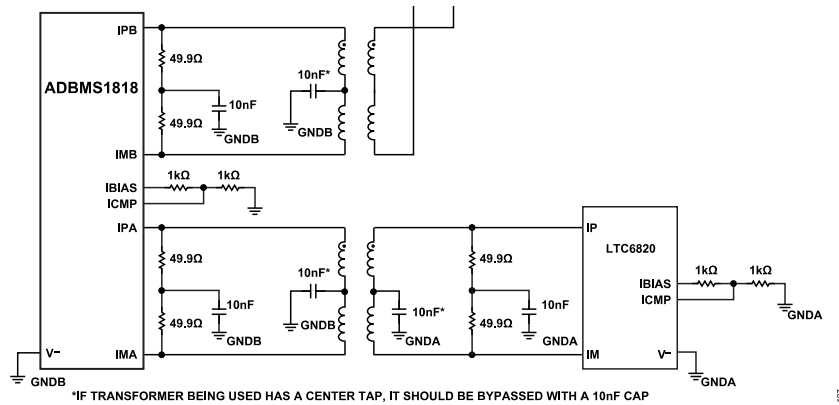 IPB
49.9Ω
ADBMS1818
10nF*
10nF
GNDB
GNDB
49.9Ω
IMB
1kΩ
1kΩ
IBIAS
ICMP
IPA
IP
LTC6820
49.9Ω
49.9Ω
10nF*
1kΩ
1kΩ
IBIAS
10nF
10nF*
10nF
ICMP
GNDA
49.9Ω
GNDB
GNDB
GNDA
GNDA
49.9Ω
V–
IMA
IM
V–
GNDB
GNDA
*IF TRANSFORMER BEING USED HAS A CENTER TAP, IT SHOULD BE BYPASSED WITH A 10nF CAP